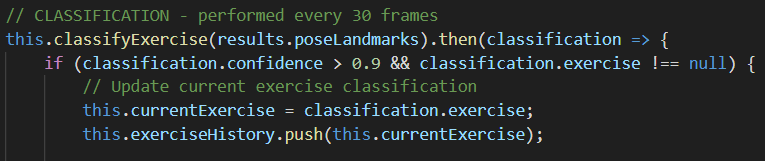 // CLASSIFICATION - performed every 30 frames
this.classifyExercise(results.poseLandmarks).then(classification => {
    if (classification.confidence > 0.9 && classification.exercise !== null) {
        // Update current exercise classification
        this.currentExercise = classification.exercise;
        this.exerciseHistory.push(this.currentExercise);